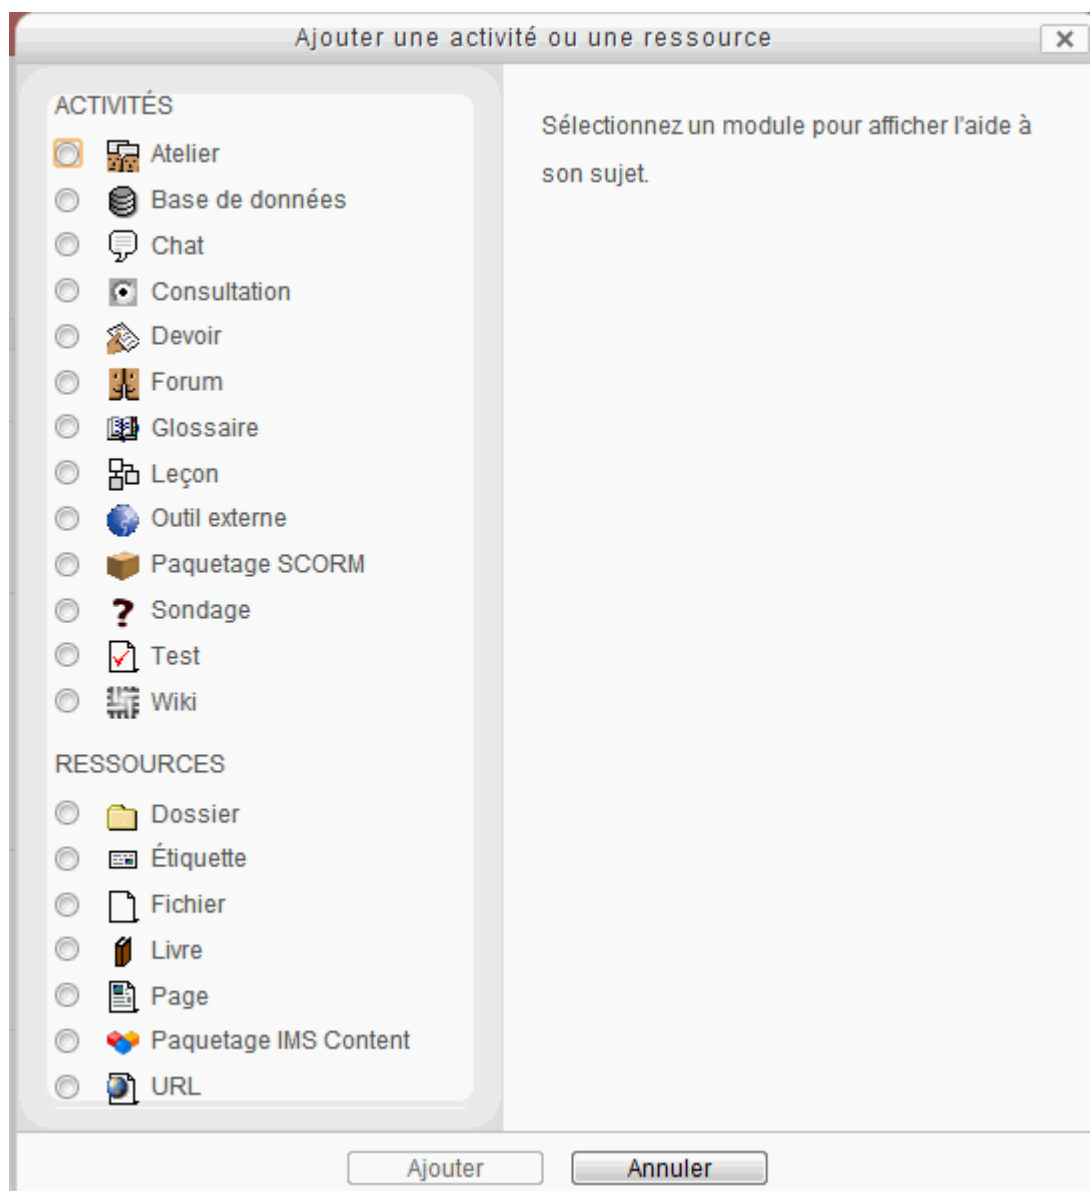 Ajouter une activité ou une ressource
ACTIVITÉS
Atelier
Base de données
Chat
Consultation
Devoir
Forum
Glossaire
Leçon
Outil externe
Paquetage SCORM
Sondage
Test
Wiki
RESSOURCES
Dossier
Étiquette
Fichier
Livre
Page
Paquetage IMS Content
URL
Sélectionnez un module pour afficher l'aide à
son sujet.
Ajouter
Annuler